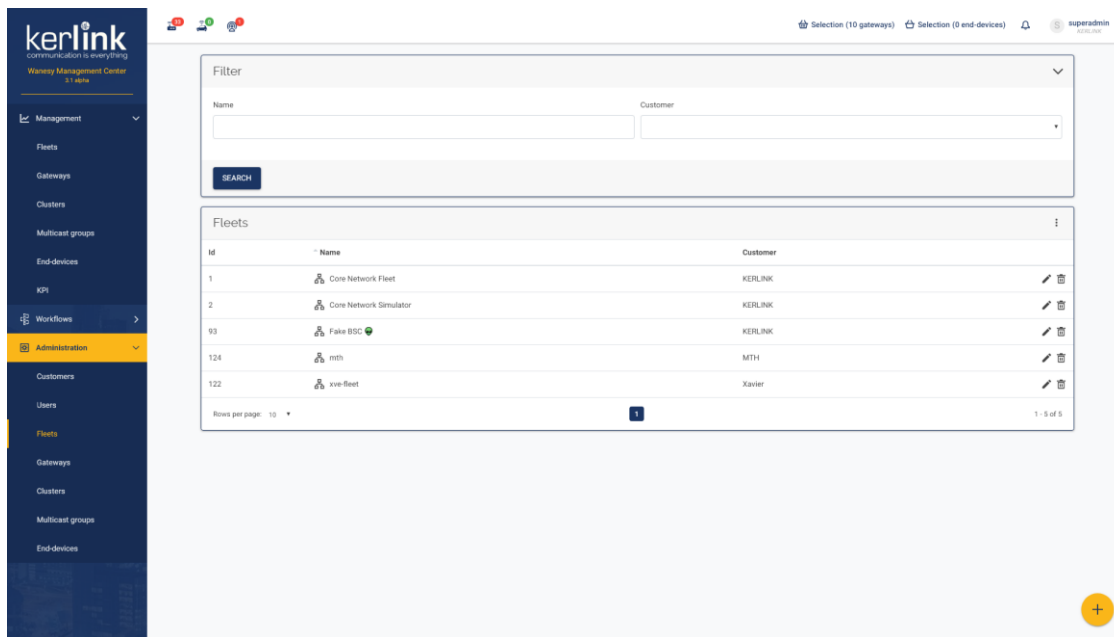 kerlink
communication is everything
Wanesy Management Center
3.1 alpha
Management
Fleets
Gateways
Clusters
Multicast groups
End-devices
KPI
Workflows
Administration
Customers
Users
Fleets
Gateways
Clusters
Multicast groups
End-devices
Selection (10 gateways) Selection (0 end-devices) S superadmin
KERLINK
Filter
Name Customer
SEARCH
Fleets
Id Name Customer
1 Core Network Fleet KERLINK
2 Core Network Simulator KERLINK
93 Fake BSC 👽 KERLINK
124 mth MTH
122 xve-fleet Xavier
Rows per page: 10 1 1 - 5 of 5